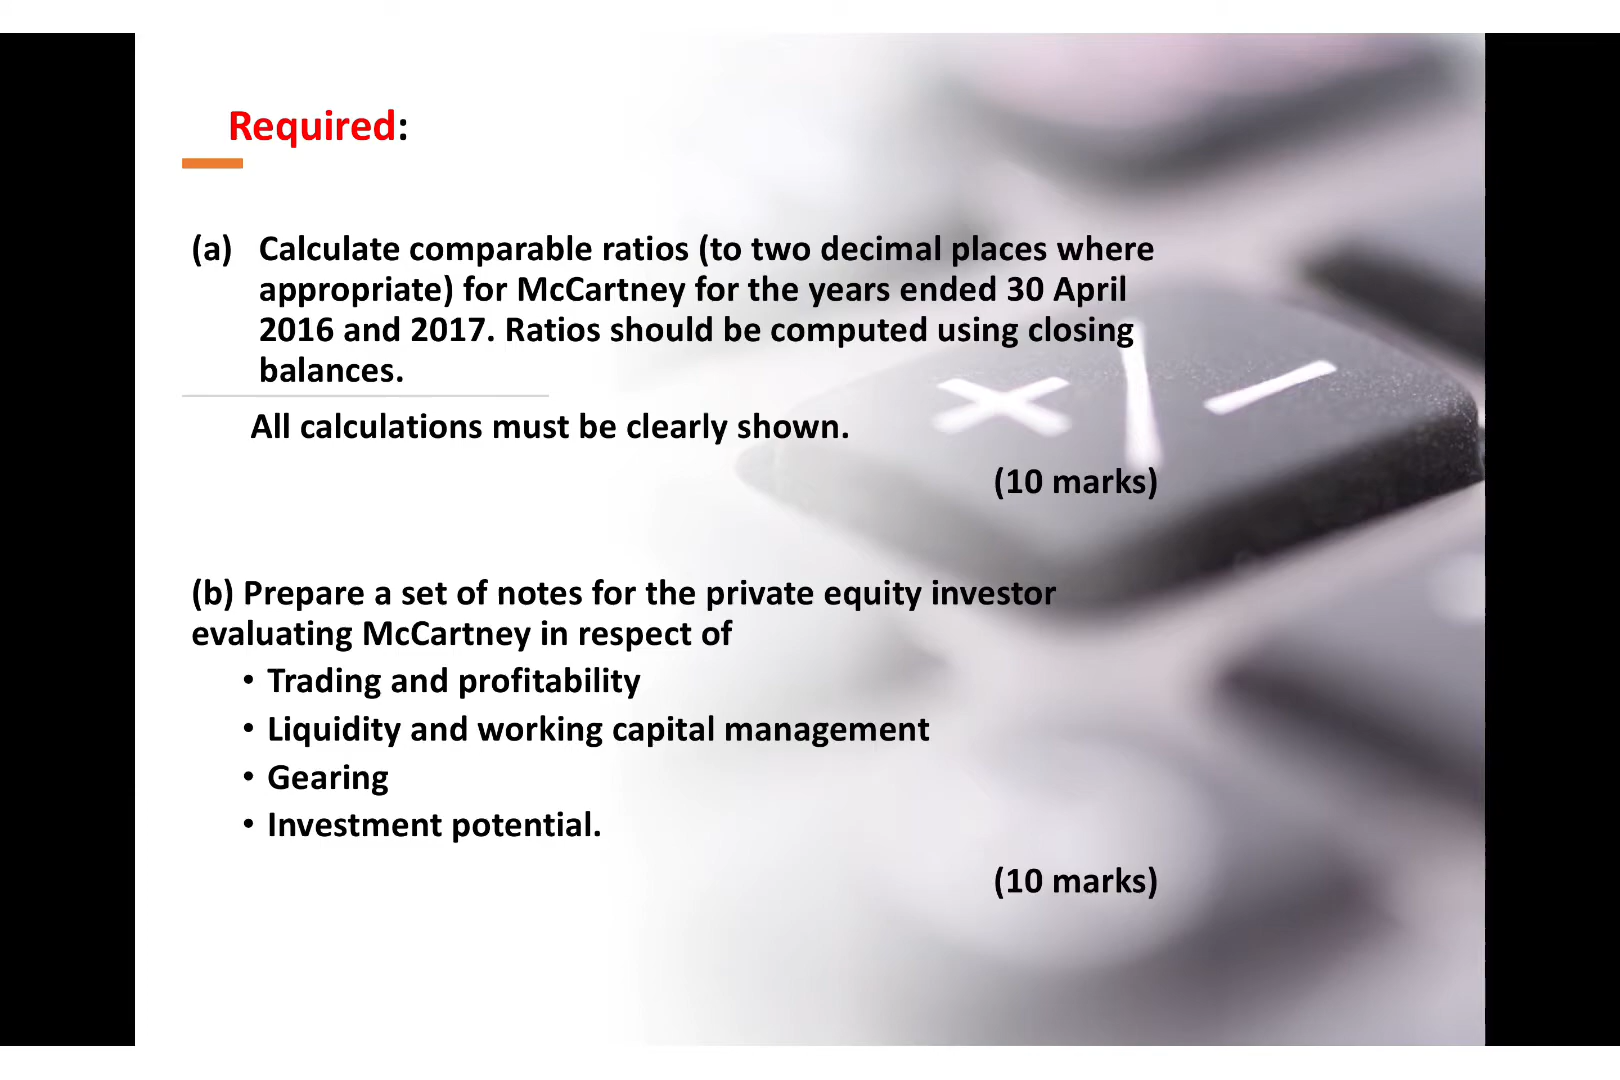 Required:
(a) Calculate comparable ratios (to two decimal places where
appropriate) for McCartney for the years ended 30 April
2016 and 2017. Ratios should be computed using closing
balances.
All calculations must be clearly shown.
(10 marks)
(b) Prepare a set of notes for the private equity investor
evaluating McCartney in respect of
• Trading and profitability
• Liquidity and working capital management
• Gearing
• Investment potential.
(10 marks)